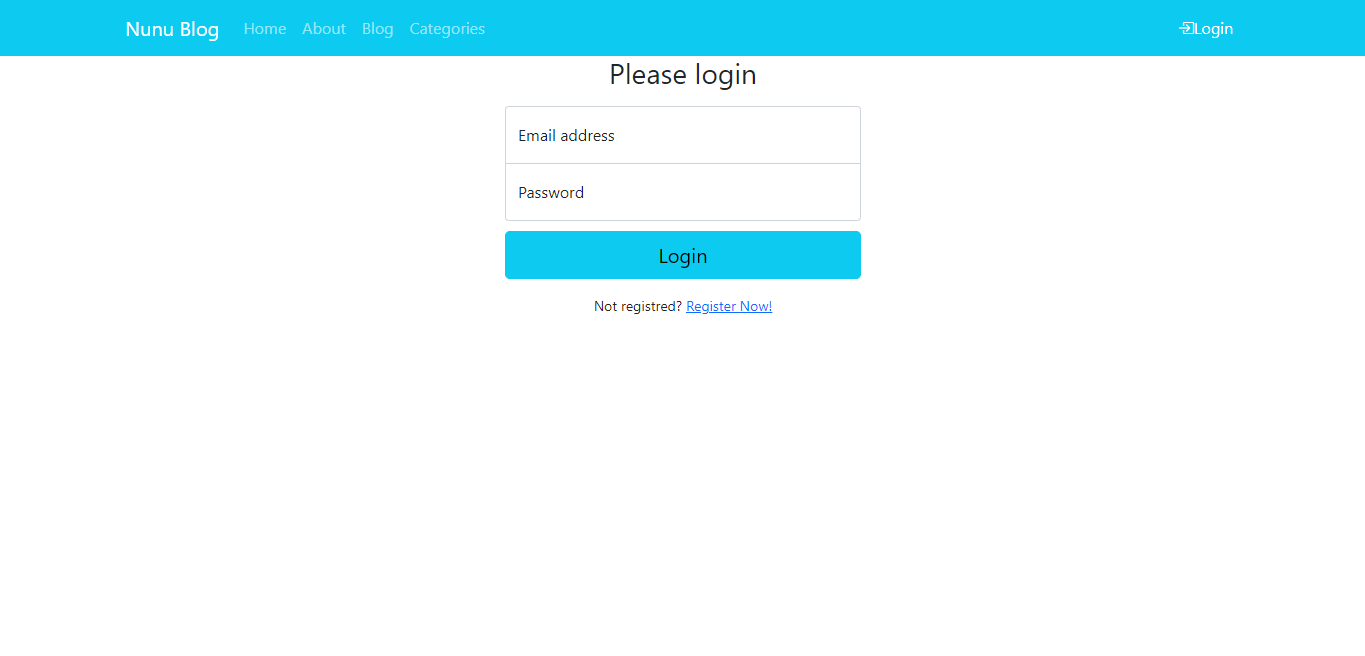 Nunu Blog Home About Blog Categories Login
Please login
Email address
Password
Login
Not registred? Register Now!